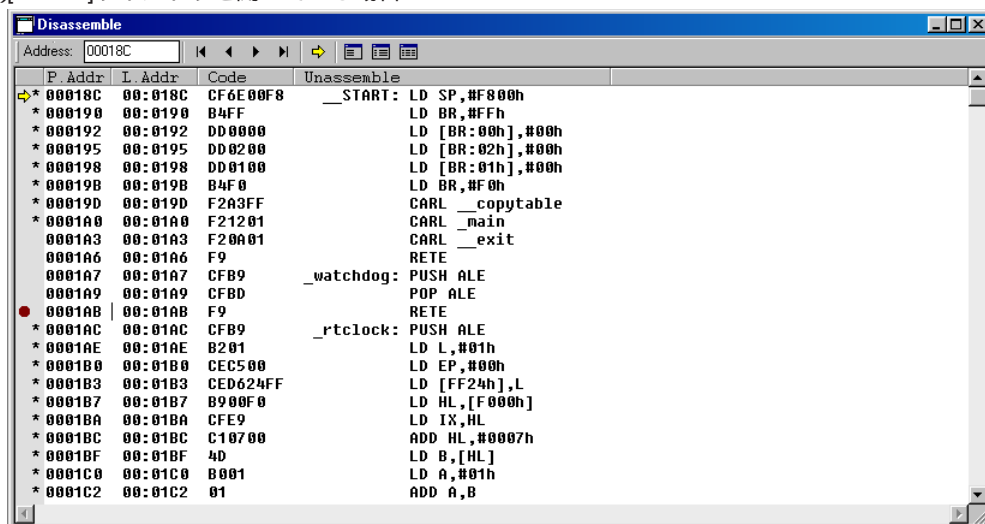 Disassemble
Address: 00018C
P.Addr L.Addr Code Unassemble
* 00018C 00:018C CF6E00F8 __START: LD SP,#F800h
* 000190 00:0190 B4FF LD BR,#FFh
* 000192 00:0192 DD0000 LD [BR:00h],#00h
* 000195 00:0195 DD0200 LD [BR:02h],#00h
* 000198 00:0198 DD0100 LD [BR:01h],#00h
* 00019B 00:019B B4F0 LD BR,#F0h
* 00019D 00:019D F2A3FF CARL __copytable
* 0001A0 00:01A0 F21201 CARL _main
0001A3 00:01A3 F20A01 CARL __exit
0001A6 00:01A6 F9 RETE
0001A7 00:01A7 CFB9 _watchdog: PUSH ALE
0001A9 00:01A9 CFBD POP ALE
0001AB 00:01AB F9 RETE
* 0001AC 00:01AC CFB9 _rtclock: PUSH ALE
* 0001AE 00:01AE B201 LD L,#01h
* 0001B0 00:01B0 CEC500 LD EP,#00h
* 0001B3 00:01B3 CED624FF LD [FF24h],L
* 0001B7 00:01B7 B900F0 LD HL,[F000h]
* 0001BA 00:01BA CFE9 LD IX,HL
* 0001BC 00:01BC C10700 ADD HL,#0007h
* 0001BF 00:01BF 4D LD B,[HL]
* 0001C0 00:01C0 B001 LD A,#01h
* 0001C2 00:01C2 01 ADD A,B